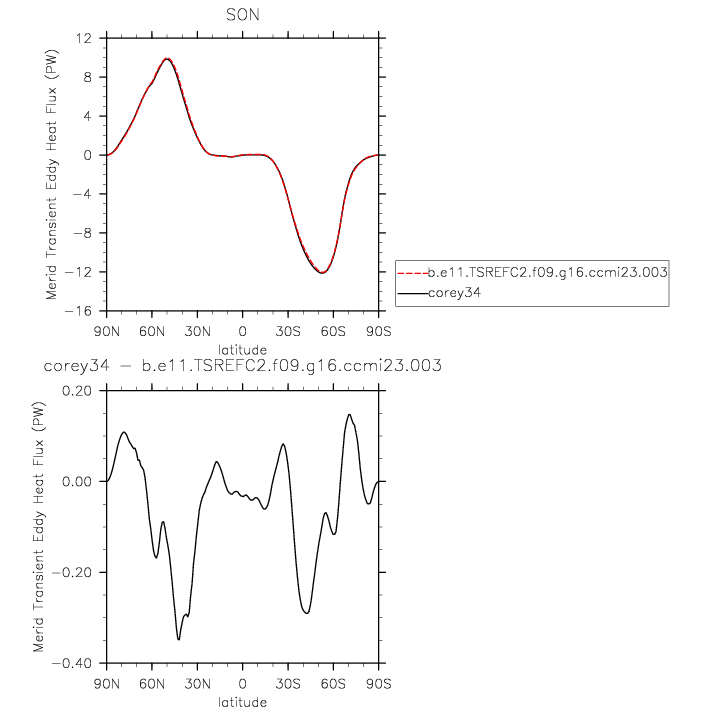 SON
12
8
4
0
−4
−8
−12
−16
Merid Transient Eddy Heat Flux (PW)
90N 60N 30N 0 30S 60S 90S
latitude
b.e11.TSREFC2.f09.g16.ccmi23.003
corey34
corey34 − b.e11.TSREFC2.f09.g16.ccmi23.003
0.20
0.00
−0.20
−0.40
Merid Transient Eddy Heat Flux (PW)
90N 60N 30N 0 30S 60S 90S
latitude